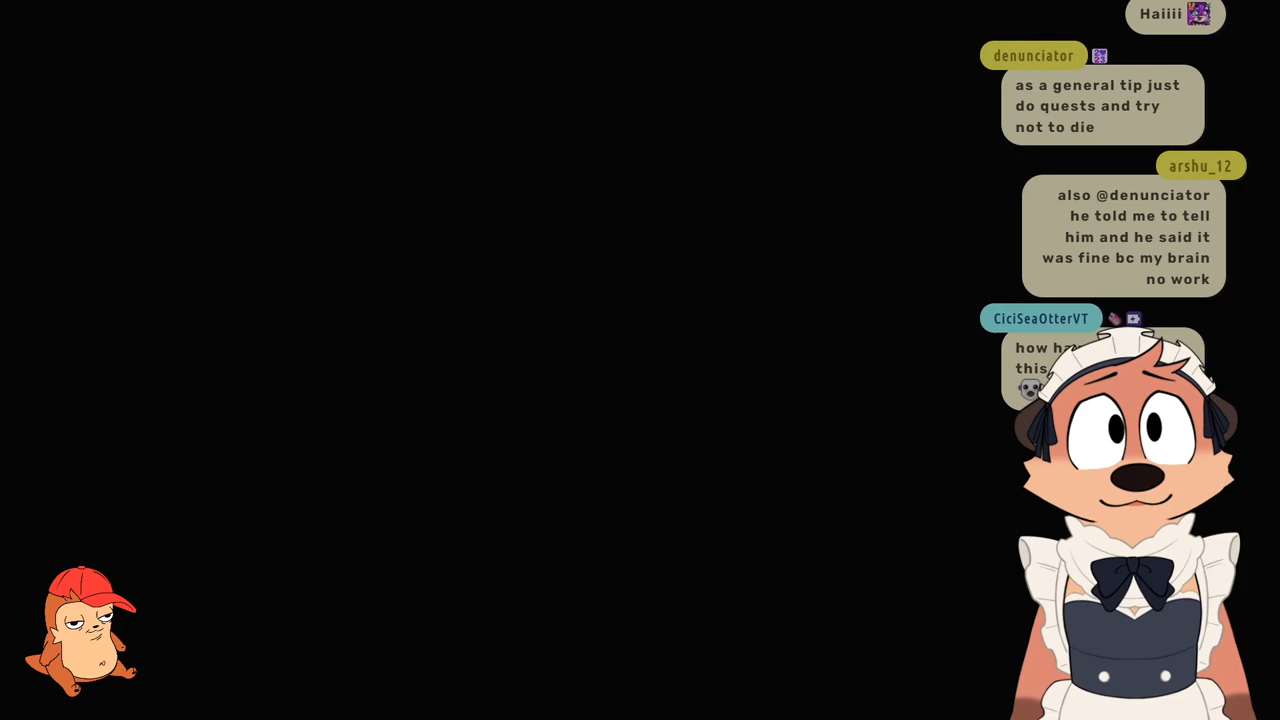 Haiiii
denunciator
as a general tip just
do quests and try
not to die
arshu_12
also @denunciator
he told me to tell
him and he said it
was fine bc my brain
no work
CiciSeaOtterVT
how
this